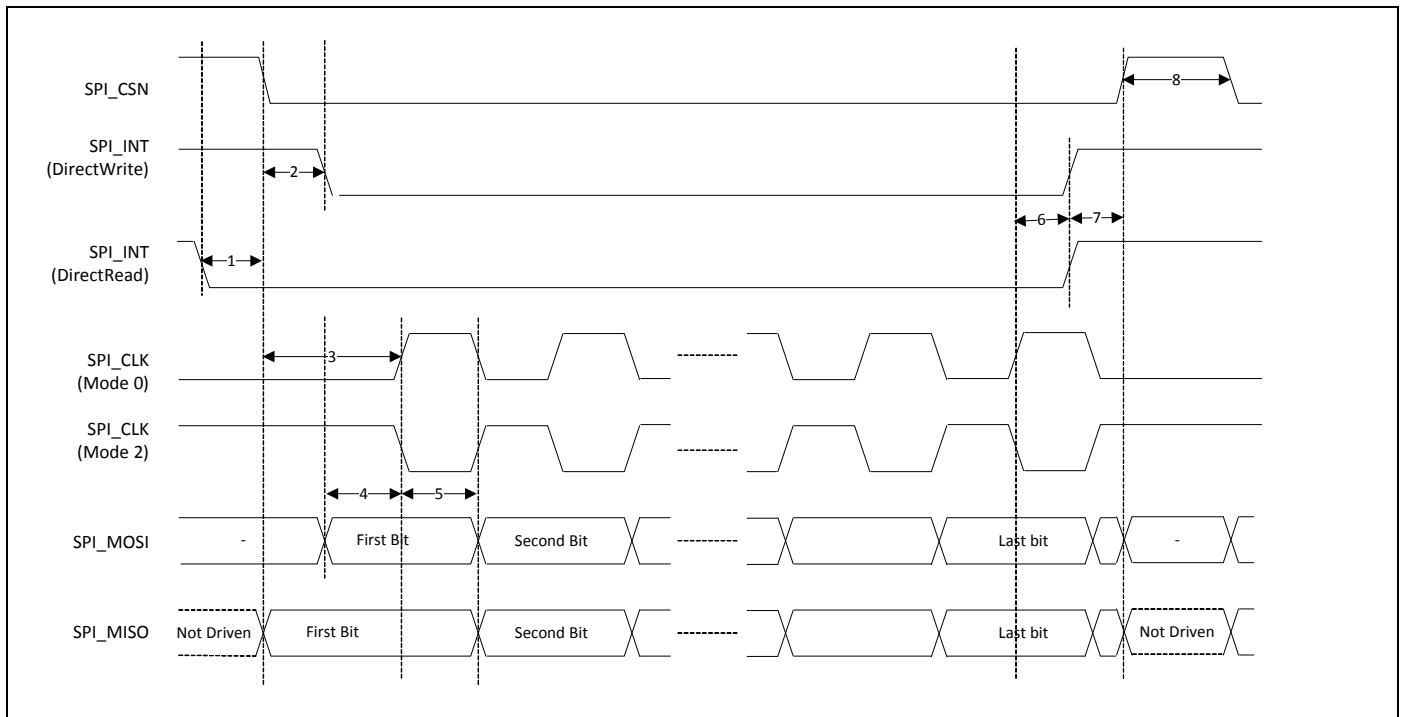 SPI_CSN
8
SPI_INT
(DirectWrite)
2
6
7
SPI_INT
(DirectRead)
1
SPI_CLK
(Mode 0)
3
SPI_CLK
(Mode 2)
4
5
SPI_MOSI
-
First Bit
Second Bit
Last bit
-
SPI_MISO
Not Driven
First Bit
Second Bit
Last bit
Not Driven